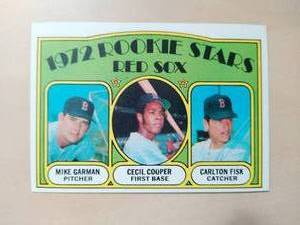 1972 ROOKIE STARS
RED SOX
MIKE GARMAN
PITCHER
CECIL COOPER
FIRST BASE
CARLTON FISK
CATCHER